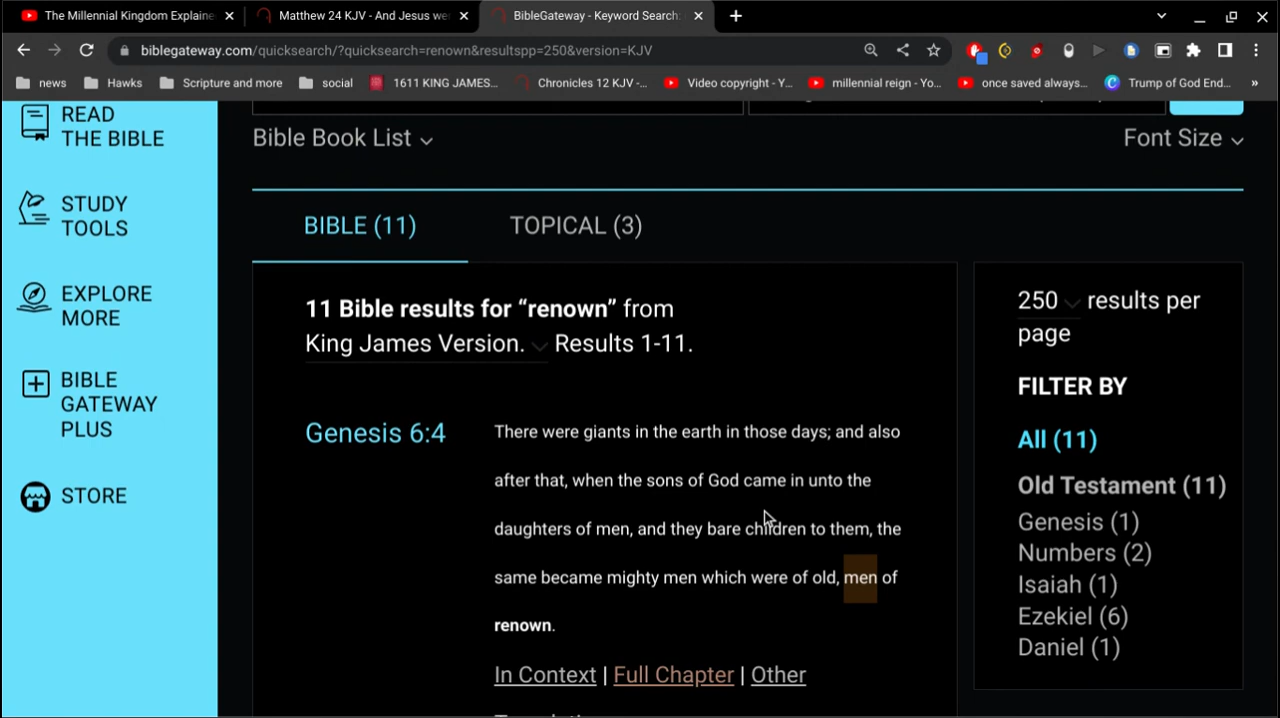 The Millennial Kingdom Explaine
Matthew 24 KJV - And Jesus we
BibleGateway - Keyword Search:
biblegateway.com/quicksearch/?quicksearch=renown&resultspp=250&version=KJV
news
Hawks
Scripture and more
social
1611 KING JAMES...
Chronicles 12 KJV -...
Video copyright - Y...
millennial reign - Yo...
once saved always...
Trump of God End...
»
READ
THE BIBLE
STUDY
TOOLS
EXPLORE
MORE
BIBLE
GATEWAY
PLUS
STORE
Bible Book List
Font Size
BIBLE (11)
TOPICAL (3)
11 Bible results for “renown” from
King James Version. Results 1-11.
Genesis 6:4
There were giants in the earth in those days; and also
after that, when the sons of God came in unto the
daughters of men, and they bare children to them, the
same became mighty men which were of old, men of
renown.
In Context | Full Chapter | Other
250 results per
page
FILTER BY
All (11)
Old Testament (11)
Genesis (1)
Numbers (2)
Isaiah (1)
Ezekiel (6)
Daniel (1)